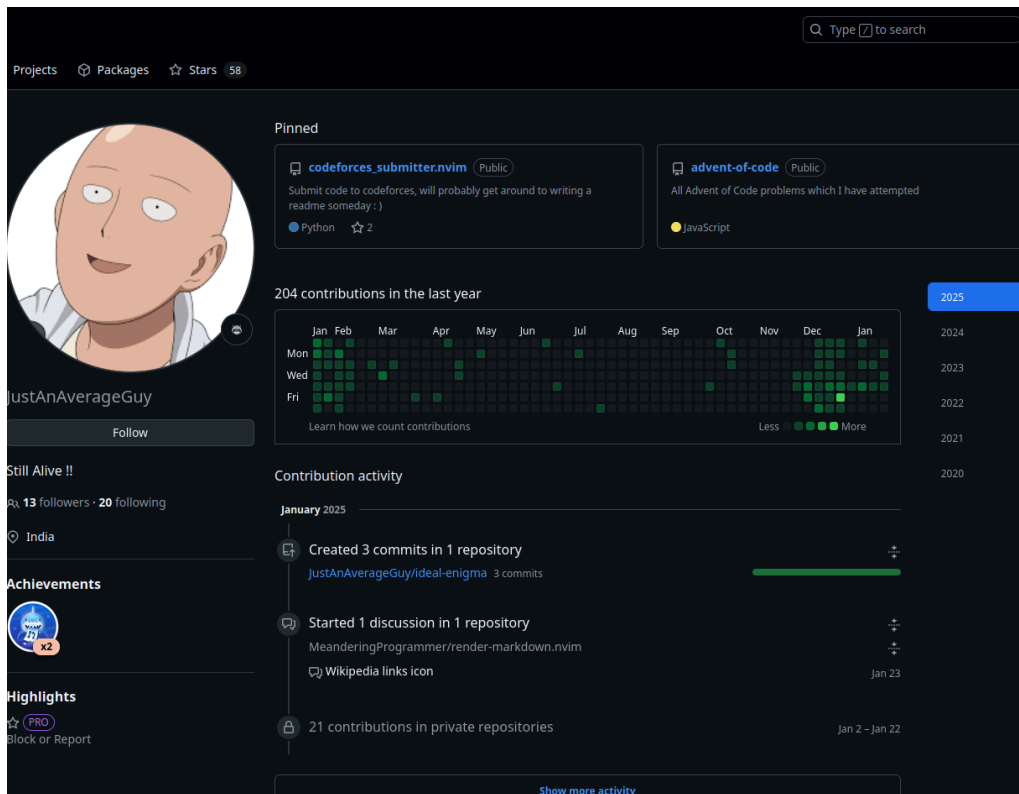 Type / to search
Projects Packages Stars 58
Pinned
codeforces_submitter.nvim Public
Submit code to codeforces, will probably get around to writing a
readme someday : )
Python 2
advent-of-code Public
All Advent of Code problems which I have attempted
JavaScript
JustAnAverageGuy
Follow
Still Alive !!
13 followers · 20 following
India
Achievements
x2
Highlights
PRO
Block or Report
204 contributions in the last year
Jan Feb Mar Apr May Jun Jul Aug Sep Oct Nov Dec Jan
Mon
Wed
Fri
Learn how we count contributions Less More
2025
2024
2023
2022
2021
2020
Contribution activity
January 2025
Created 3 commits in 1 repository
JustAnAverageGuy/ideal-enigma 3 commits
Started 1 discussion in 1 repository
MeanderingProgrammer/render-markdown.nvim
Wikipedia links icon Jan 23
21 contributions in private repositories Jan 2 – Jan 22
Show more activity